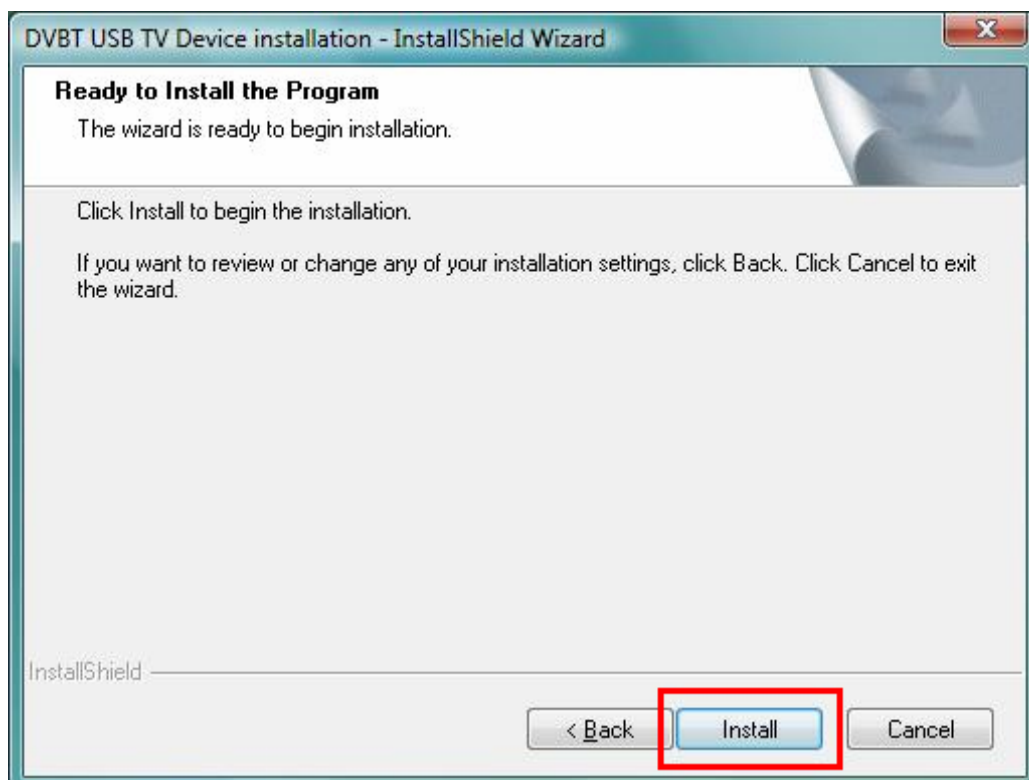 DVBT USB TV Device installation - InstallShield Wizard
Ready to Install the Program
The wizard is ready to begin installation.
Click Install to begin the installation.
If you want to review or change any of your installation settings, click Back. Click Cancel to exit
the wizard.
InstallShield
< Back Install Cancel